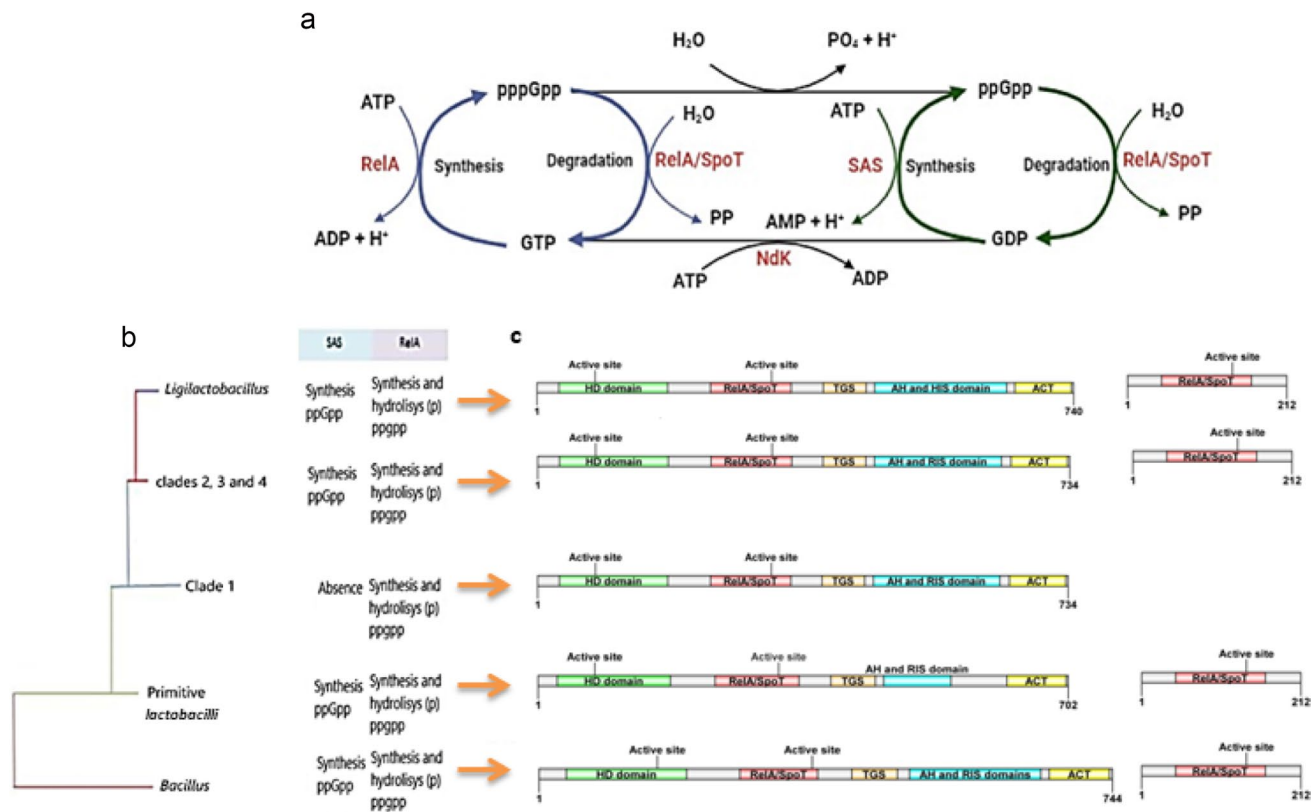 a
H₂O
PO₄ + H⁺
ATP
pppGpp
H₂O
ATP
ppGpp
H₂O
RelA
Synthesis
Degradation
RelA/SpoT
SAS
Synthesis
Degradation
RelA/SpoT
ADP + H⁺
GTP
PP
AMP + H⁺
GDP
PP
ATP
NdK
ADP
b
SAS
RelA
Ligilactobacillus
Synthesis
ppGpp
Synthesis and
hydrolisys (p)
ppgpp
clades 2, 3 and 4
Synthesis
ppGpp
Synthesis and
hydrolisys (p)
ppgpp
Clade 1
Absence
Synthesis and
hydrolisys (p)
ppgpp
Primitive
lactobacilli
Synthesis
ppGpp
Synthesis and
hydrolisys (p)
ppgpp
Bacillus
Synthesis
ppGpp
Synthesis and
hydrolisys (p)
ppgpp
c
Active site
Active site
HD domain
RelA/SpoT
TGS
AH and HIS domain
ACT
1
740
Active site
RelA/SpoT
1
212
Active site
Active site
HD domain
RelA/SpoT
TGS
AH and RIS domain
ACT
1
734
Active site
RelA/SpoT
1
212
Active site
Active site
HD domain
RelA/SpoT
TGS
AH and RIS domain
ACT
1
734
Active site
Active site
AH and RIS domain
HD domain
RelA/SpoT
TGS
ACT
1
702
Active site
RelA/SpoT
1
212
Active site
Active site
HD domain
RelA/SpoT
TGS
AH and RIS domains
ACT
1
744
Active site
RelA/SpoT
1
212